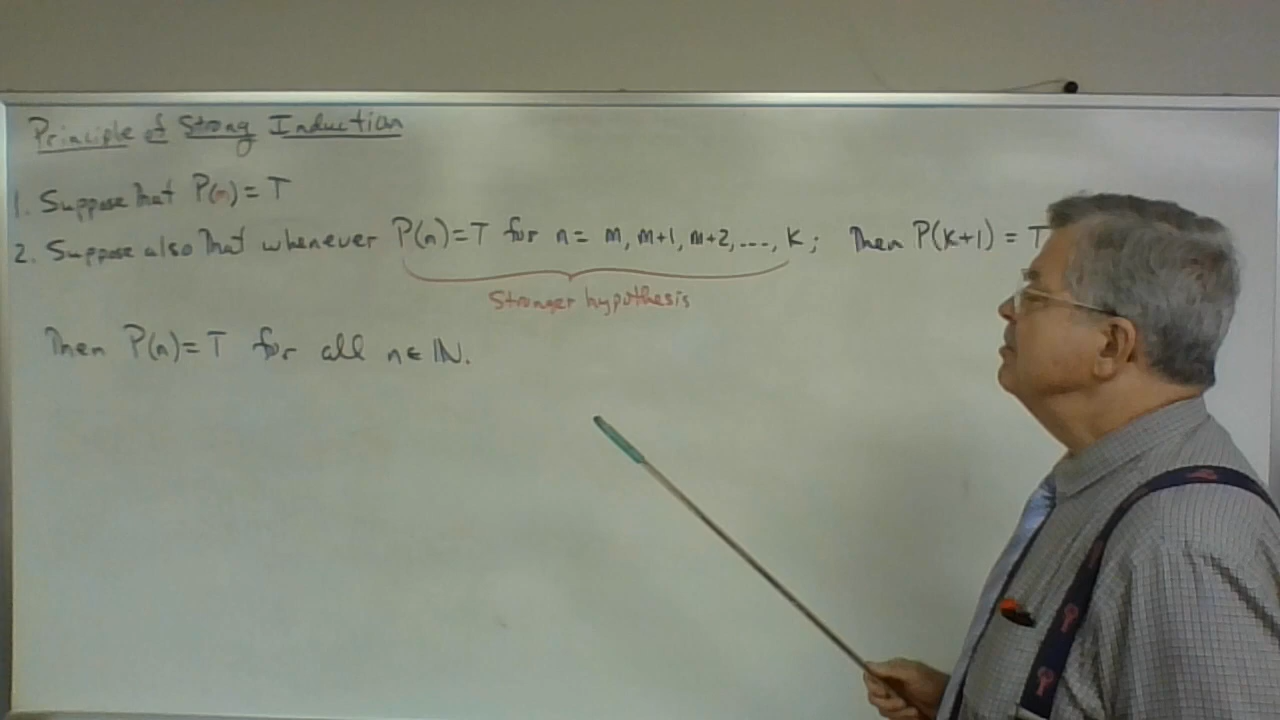 Principle of Strong Induction
1. Suppose that P(m) = T
2. Suppose also that whenever P(n)=T for n= m, m+1, m+2, ..., K; Then P(K+1) = T
Stronger hypothesis
Then P(n)=T for all n∈ℕ.